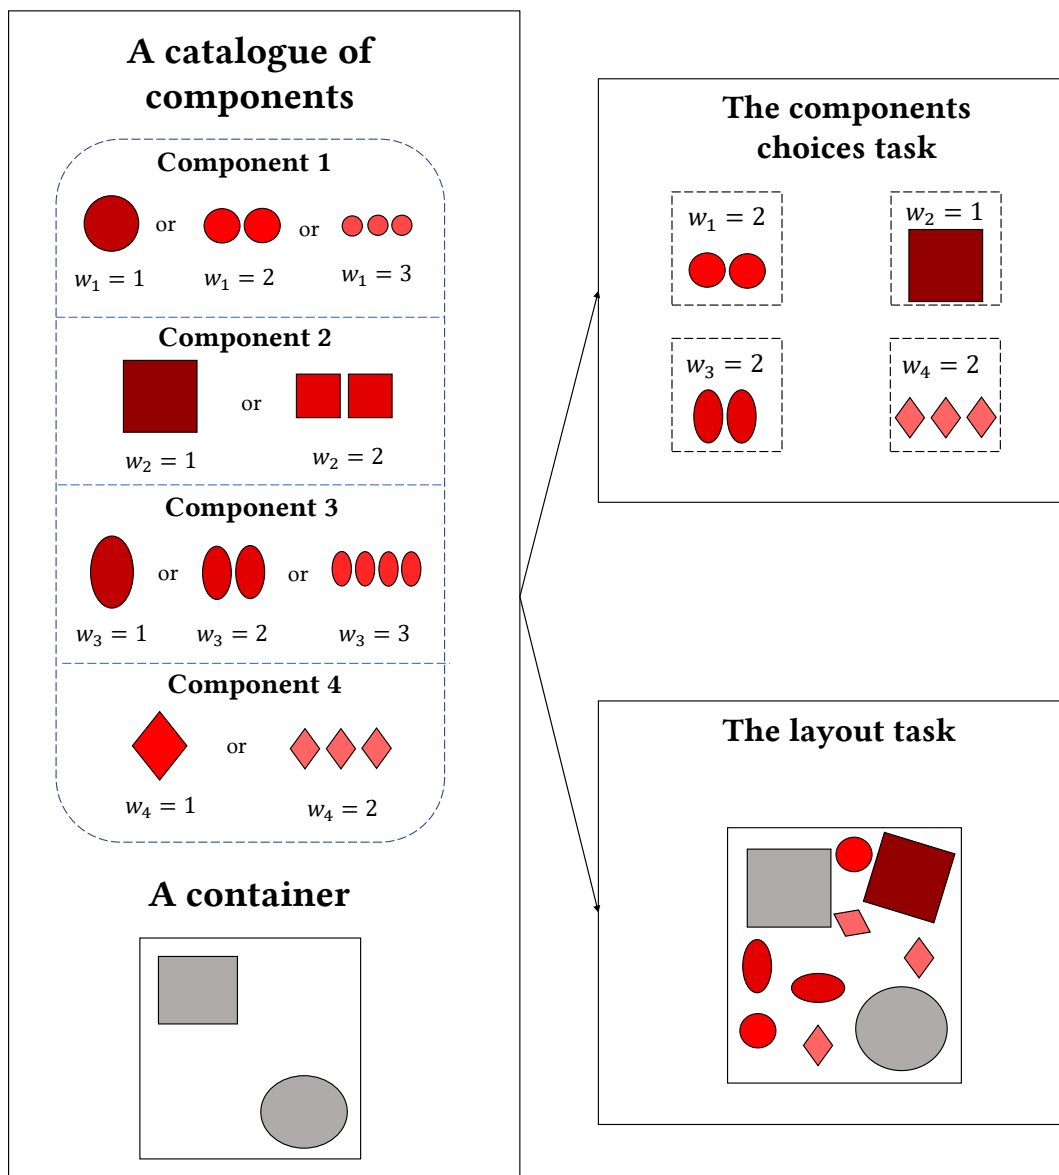 A catalogue of
components
Component 1
or or
w₁ = 1 w₁ = 2 w₁ = 3
Component 2
or
w₂ = 1 w₂ = 2
Component 3
or or
w₃ = 1 w₃ = 2 w₃ = 3
Component 4
or
w₄ = 1 w₄ = 2
A container
The components
choices task
w₁ = 2 w₂ = 1
w₃ = 2 w₄ = 2
The layout task